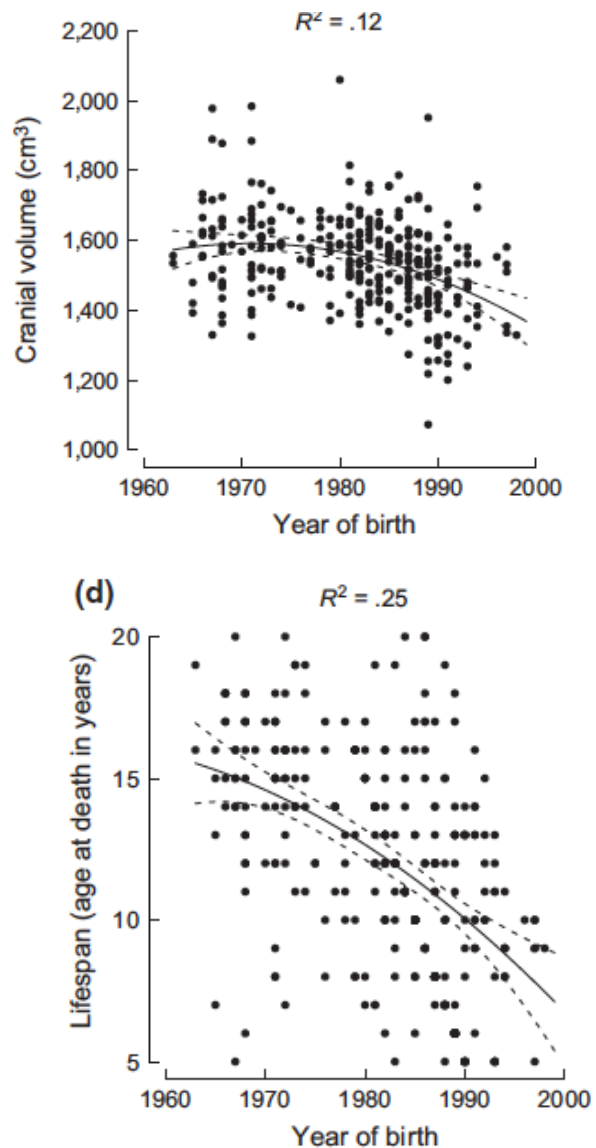 R² = .12
2,200
2,000
1,800
1,600
1,400
1,200
1,000
Cranial volume (cm³)
1960 1970 1980 1990 2000
Year of birth
(d)
R² = .25
20
15
10
5
Lifespan (age at death in years)
1960 1970 1980 1990 2000
Year of birth